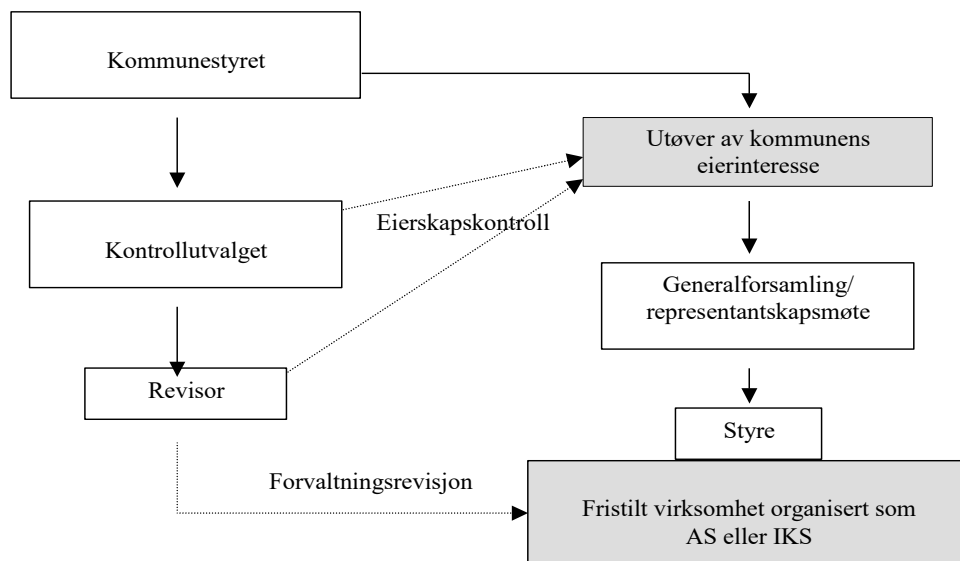 Kommunestyret
Utøver av kommunens
eierinteresse
Eierskapskontroll
Kontrollutvalget
Generalforsamling/
representantskapsmøte
Revisor
Styre
Forvaltningsrevisjon
Fristilt virksomhet organisert som
AS eller IKS